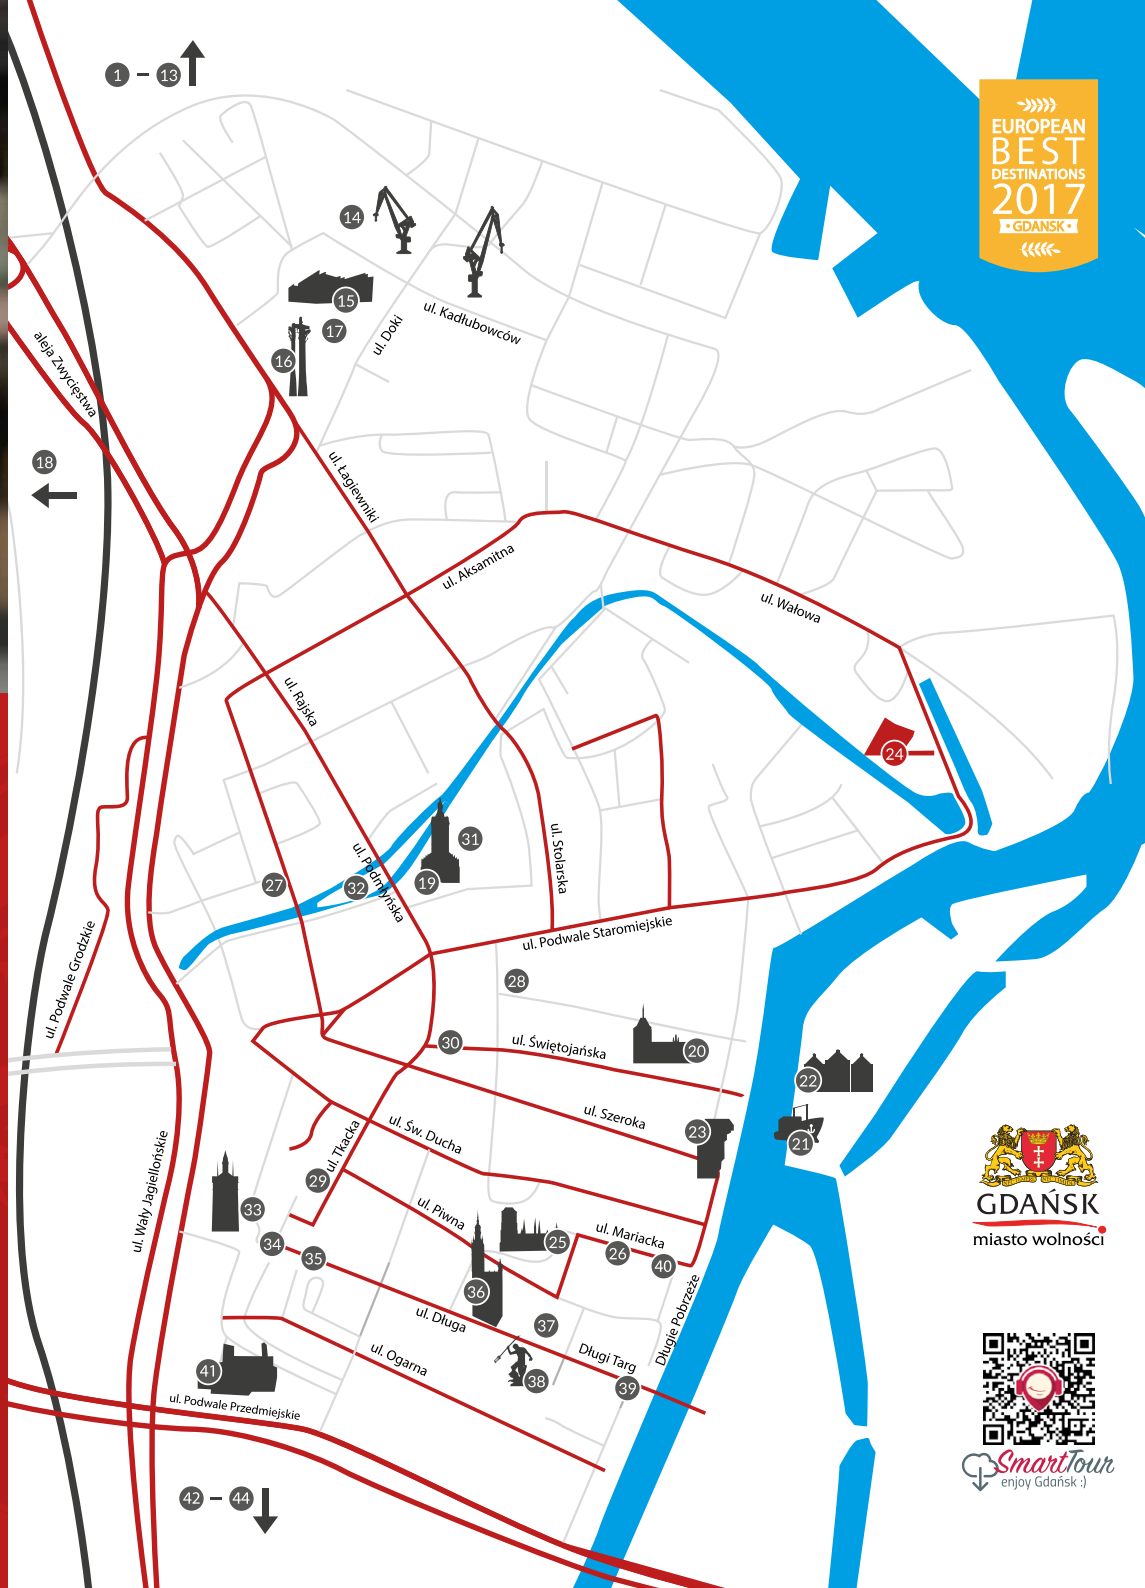 1 – 13
EUROPEAN
BEST
DESTINATIONS
2017
• GDAŃSK •
14
15
17
16
ul. Doki
ul. Kadłubowców
aleja Zwycięstwa
18
ul. Łagiewniki
ul. Aksamitna
ul. Wałowa
ul. Rajska
24
31
ul. Stolarska
ul. Podmłyńska
27
32
19
ul. Podwale Staromiejskie
ul. Podwale Grodzkie
28
30
ul. Świętojańska
20
22
ul. Szeroka
23
21
ul. Św. Ducha
ul. Tkacka
29
GDAŃSK
miasto wolności
ul. Wały Jagiellońskie
33
ul. Piwna
34
35
25
ul. Mariacka
26
40
36
ul. Długa
37
Długie Pobrzeże
Długi Targ
38
39
ul. Ogarna
41
ul. Podwale Przedmiejskie
SmartTour
enjoy Gdańsk :)
42 – 44